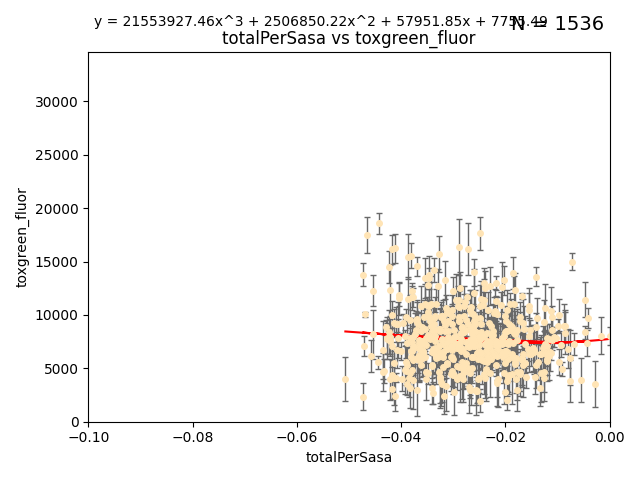 y = 21553927.46x^3 + 2506850.22x^2 + 57951.85x + 7755.49
N = 1536
totalPerSasa vs toxgreen_fluor
30000
25000
20000
15000
10000
5000
0
toxgreen_fluor
−0.10 −0.08 −0.06 −0.04 −0.02 0.00
totalPerSasa